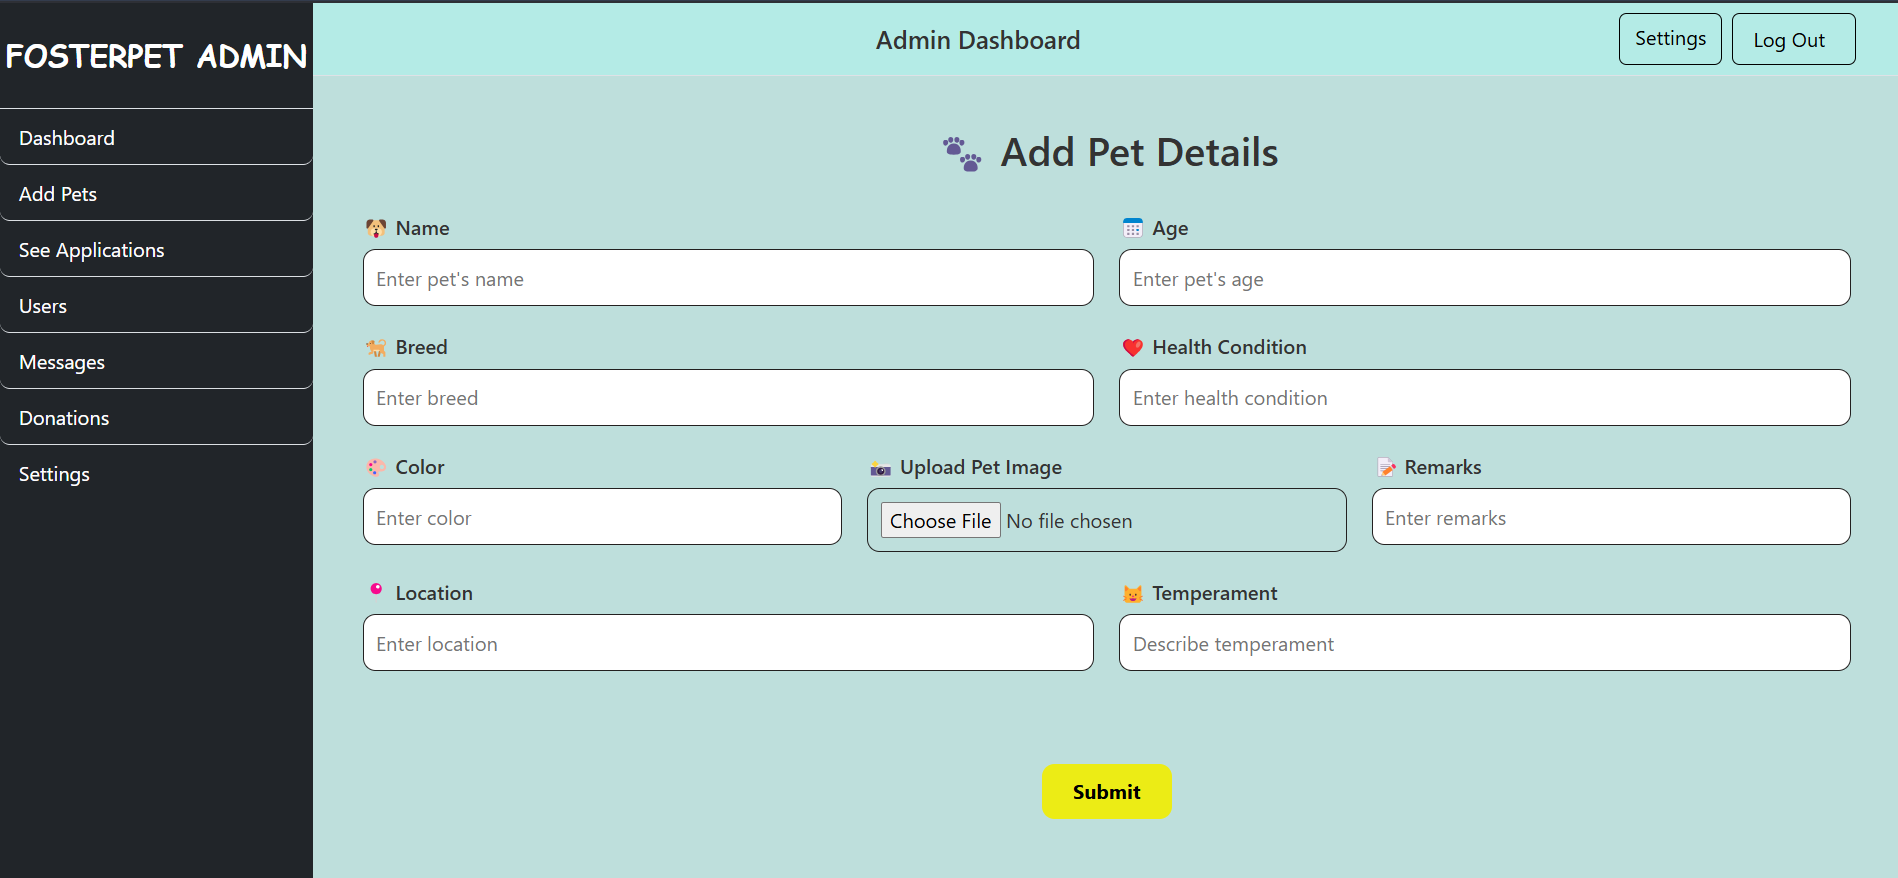 FOSTERPET ADMIN
Dashboard
Add Pets
See Applications
Users
Messages
Donations
Settings
Admin Dashboard
Settings
Log Out
Add Pet Details
Name
Age
Enter pet's name
Enter pet's age
Breed
Health Condition
Enter breed
Enter health condition
Color
Upload Pet Image
Remarks
Enter color
Choose File No file chosen
Enter remarks
Location
Temperament
Enter location
Describe temperament
Submit